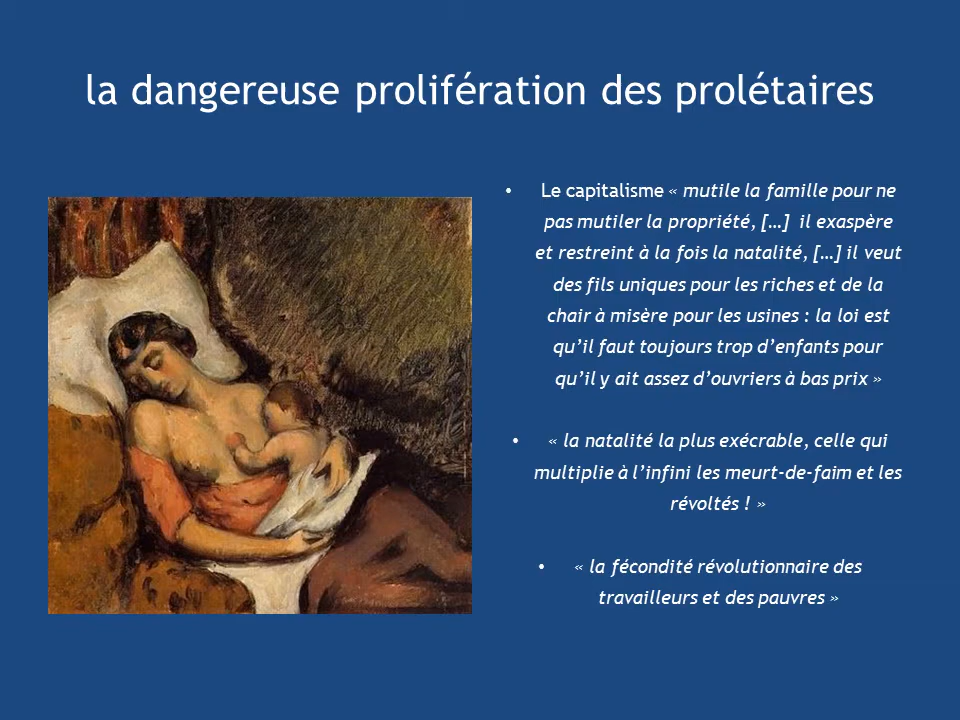 la dangereuse prolifération des prolétaires
• Le capitalisme « mutile la famille pour ne
pas mutiler la propriété, […] il exaspère
et restreint à la fois la natalité, […] il veut
des fils uniques pour les riches et de la
chair à misère pour les usines : la loi est
qu’il faut toujours trop d’enfants pour
qu’il y ait assez d’ouvriers à bas prix »
• « la natalité la plus exécrable, celle qui
multiplie à l’infini les meurt-de-faim et les
révoltés ! »
• « la fécondité révolutionnaire des
travailleurs et des pauvres »